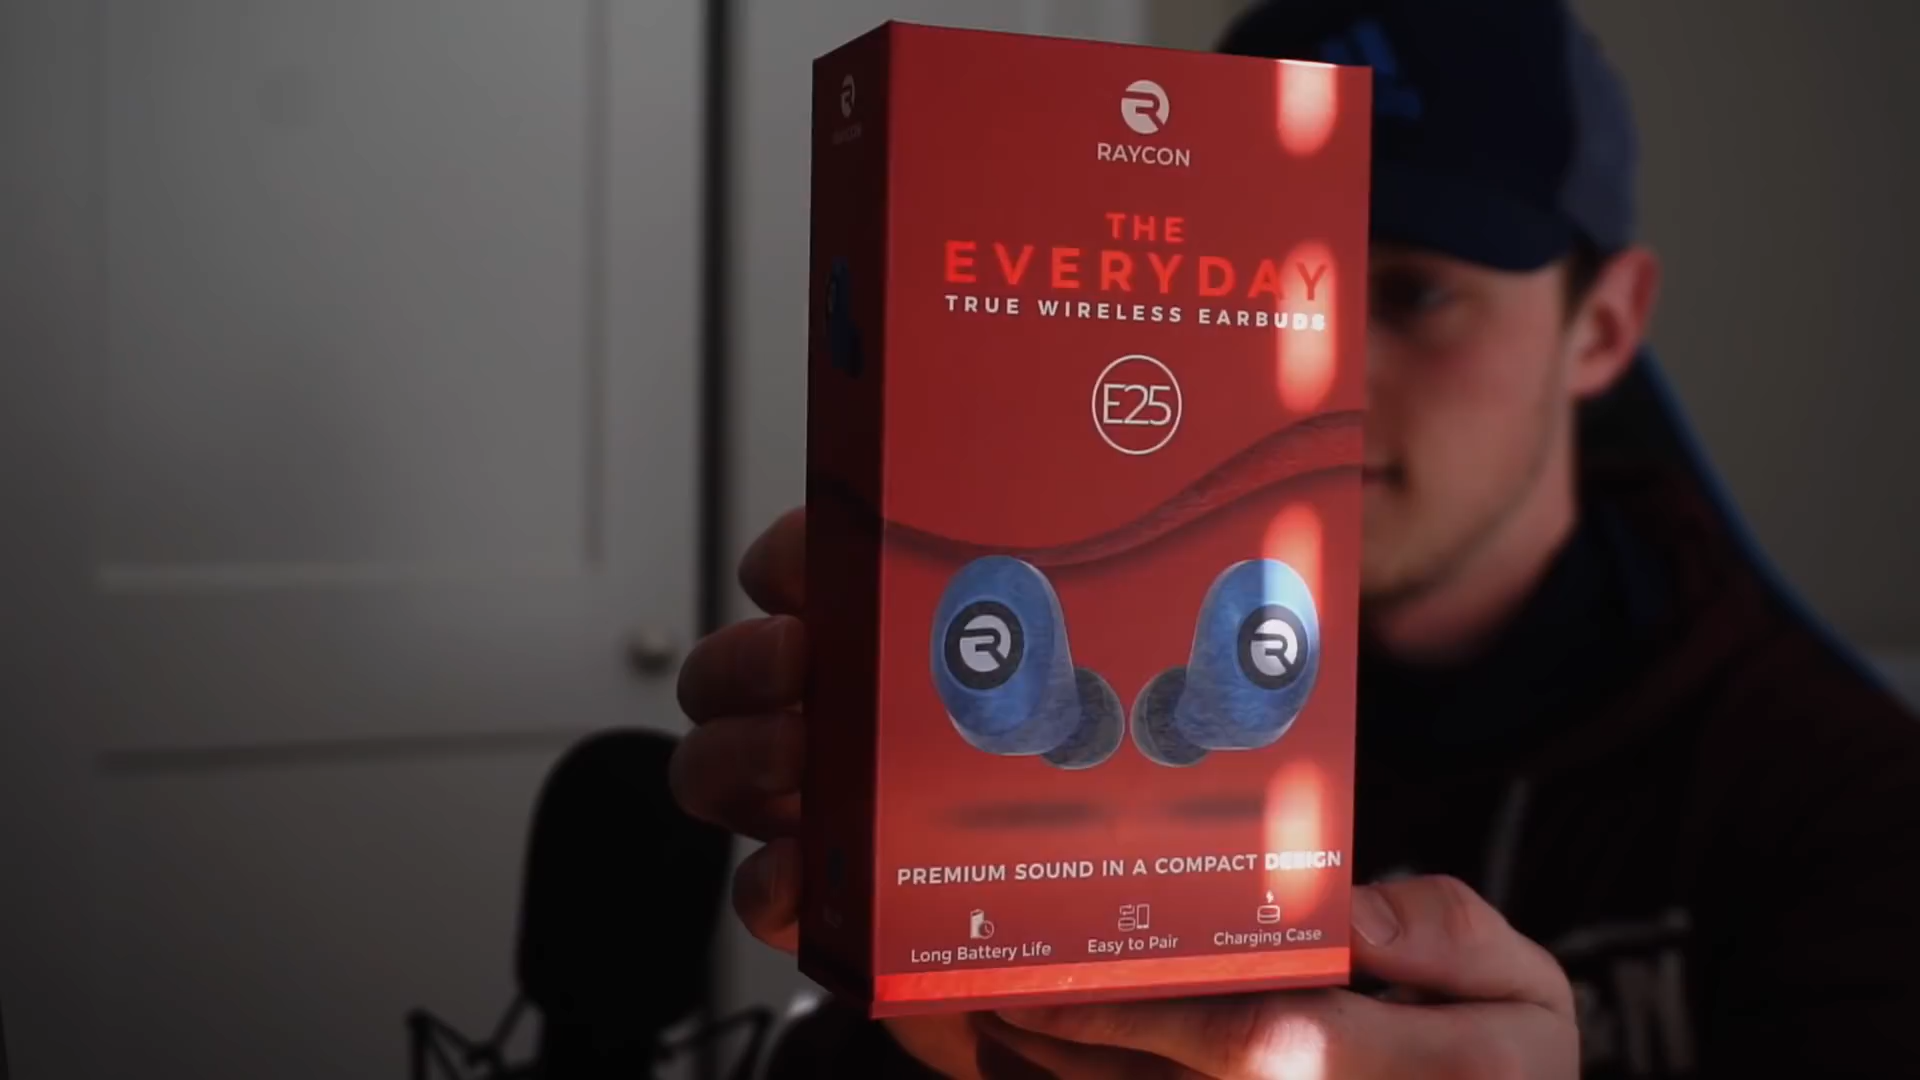 RAYCON
THE
EVERYDAY
TRUE WIRELESS EARBUDS
E25
PREMIUM SOUND IN A COMPACT DESIGN
Long Battery Life
Easy to Pair
Charging Case